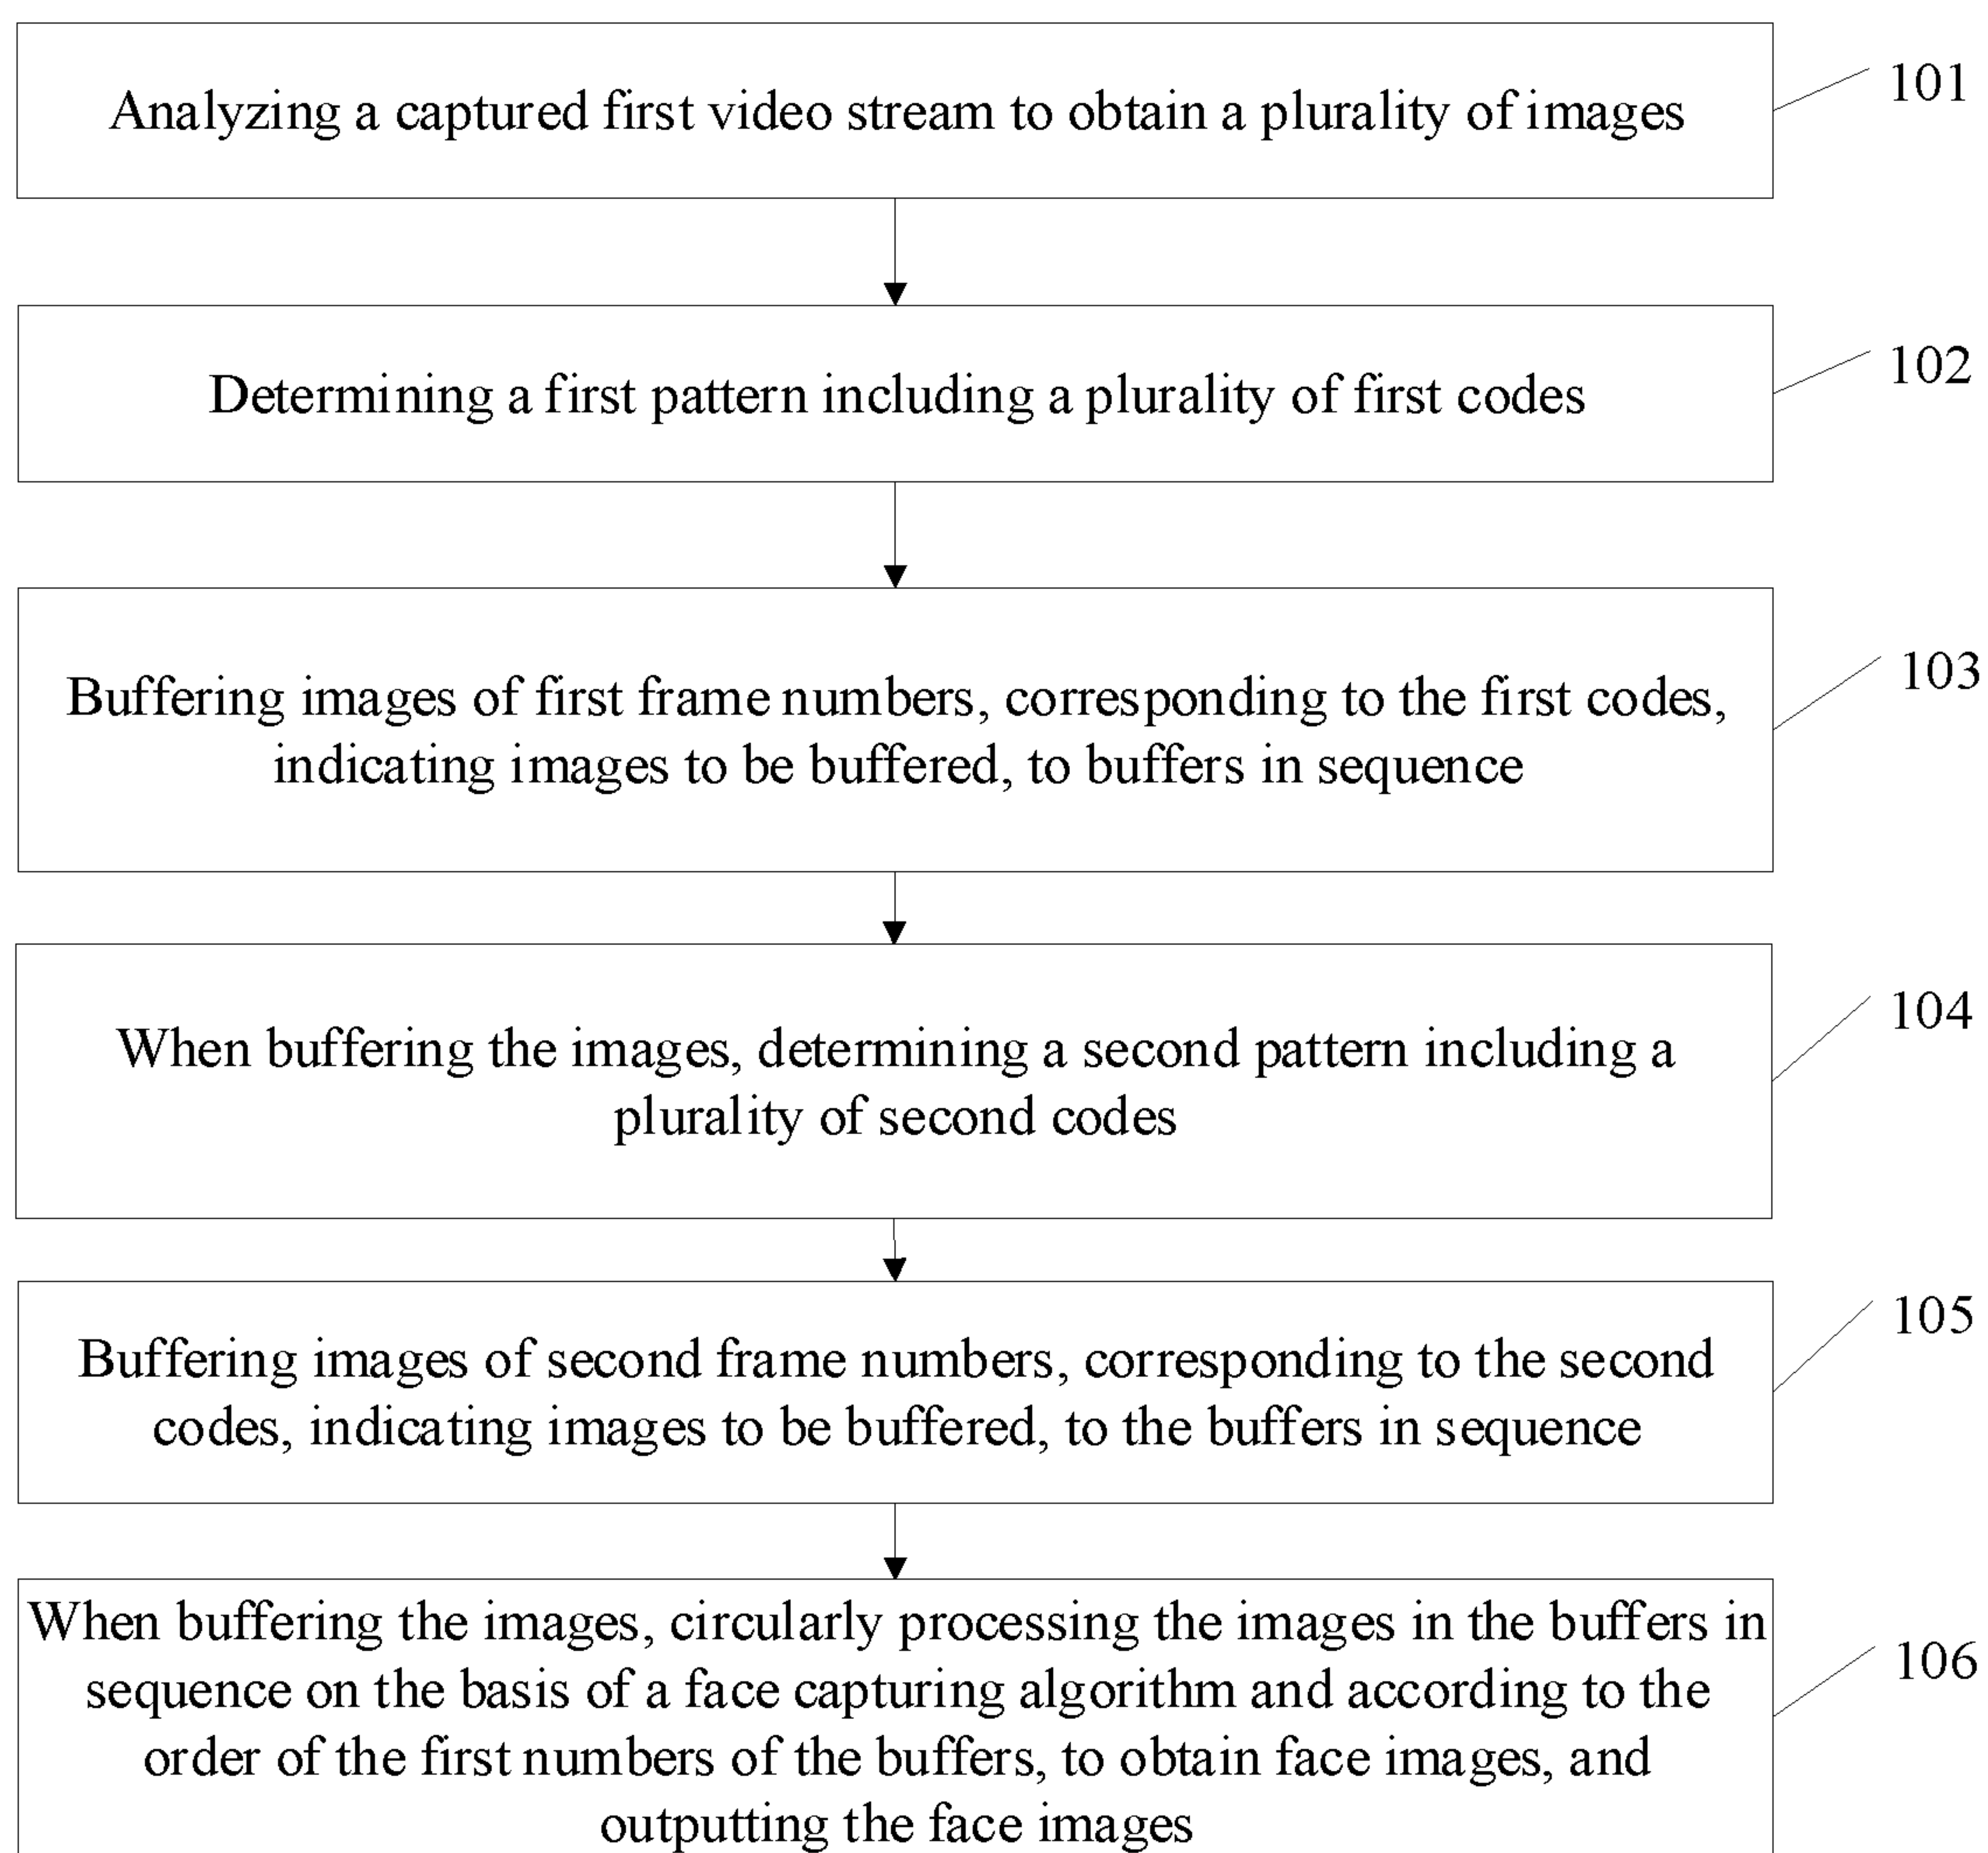 Analyzing a captured first video stream to obtain a plurality of images
101
Determining a first pattern including a plurality of first codes
102
Buffering images of first frame numbers, corresponding to the first codes,
indicating images to be buffered, to buffers in sequence
103
When buffering the images, determining a second pattern including a
plurality of second codes
104
Buffering images of second frame numbers, corresponding to the second
codes, indicating images to be buffered, to the buffers in sequence
105
When buffering the images, circularly processing the images in the buffers in
sequence on the basis of a face capturing algorithm and according to the
order of the first numbers of the buffers, to obtain face images, and
outputting the face images
106